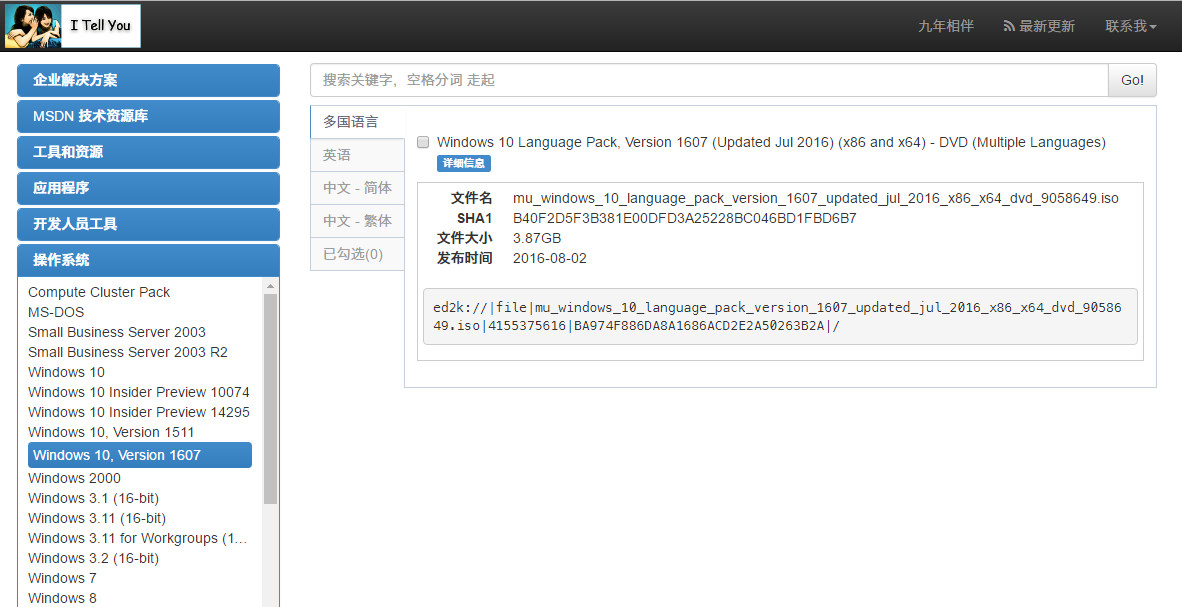 I Tell You
九年相伴
最新更新
联系我
企业解决方案
MSDN 技术资源库
工具和资源
应用程序
开发人员工具
操作系统
Compute Cluster Pack
MS-DOS
Small Business Server 2003
Small Business Server 2003 R2
Windows 10
Windows 10 Insider Preview 10074
Windows 10 Insider Preview 14295
Windows 10, Version 1511
Windows 10, Version 1607
Windows 2000
Windows 3.1 (16-bit)
Windows 3.11 (16-bit)
Windows 3.11 for Workgroups (1...
Windows 3.2 (16-bit)
Windows 7
Windows 8
搜索关键字，空格分词 走起
Go!
多国语言
英语
中文 - 简体
中文 - 繁体
已勾选(0)
Windows 10 Language Pack, Version 1607 (Updated Jul 2016) (x86 and x64) - DVD (Multiple Languages)
详细信息
文件名 mu_windows_10_language_pack_version_1607_updated_jul_2016_x86_x64_dvd_9058649.iso
SHA1 B40F2D5F3B381E00DFD3A25228BC046BD1FBD6B7
文件大小 3.87GB
发布时间 2016-08-02
ed2k://|file|mu_windows_10_language_pack_version_1607_updated_jul_2016_x86_x64_dvd_90586
49.iso|4155375616|BA974F886DA8A1686ACD2E2A50263B2A|/